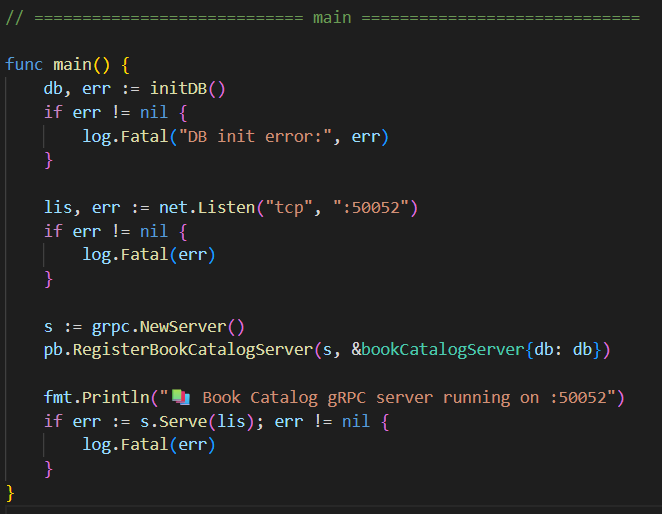 // ============================ main =============================
func main() {
    db, err := initDB()
    if err != nil {
        log.Fatal("DB init error:", err)
    }
    lis, err := net.Listen("tcp", ":50052")
    if err != nil {
        log.Fatal(err)
    }
    s := grpc.NewServer()
    pb.RegisterBookCatalogServer(s, &bookCatalogServer{db: db})
    fmt.Println("📚 Book Catalog gRPC server running on :50052")
    if err := s.Serve(lis); err != nil {
        log.Fatal(err)
    }
}